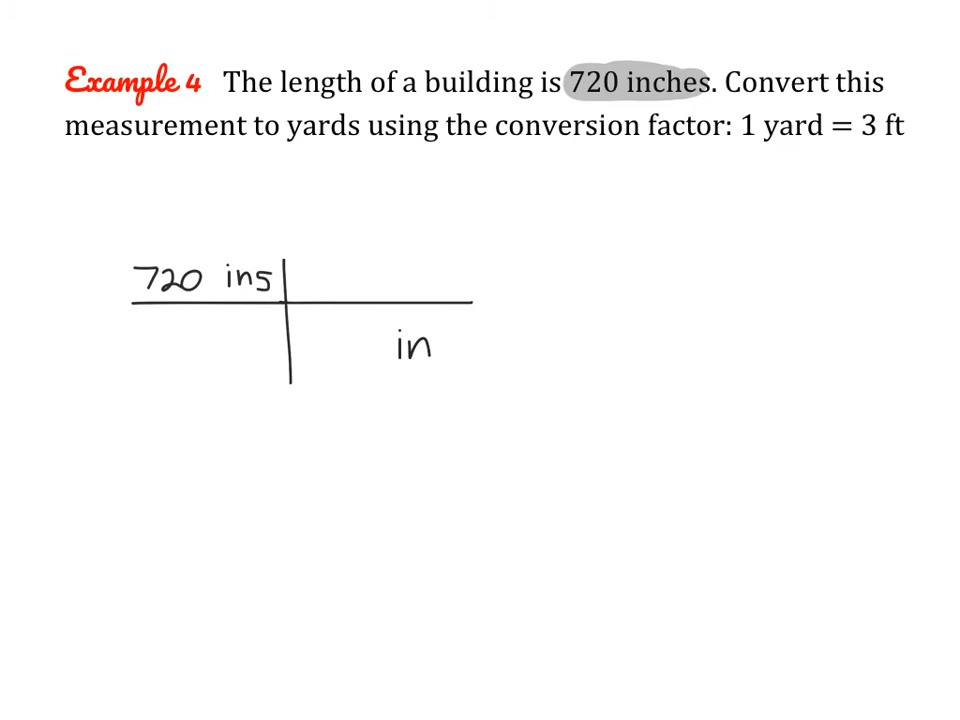 Example 4 The length of a building is 720 inches. Convert this
measurement to yards using the conversion factor: 1 yard = 3 ft
720 ins
in